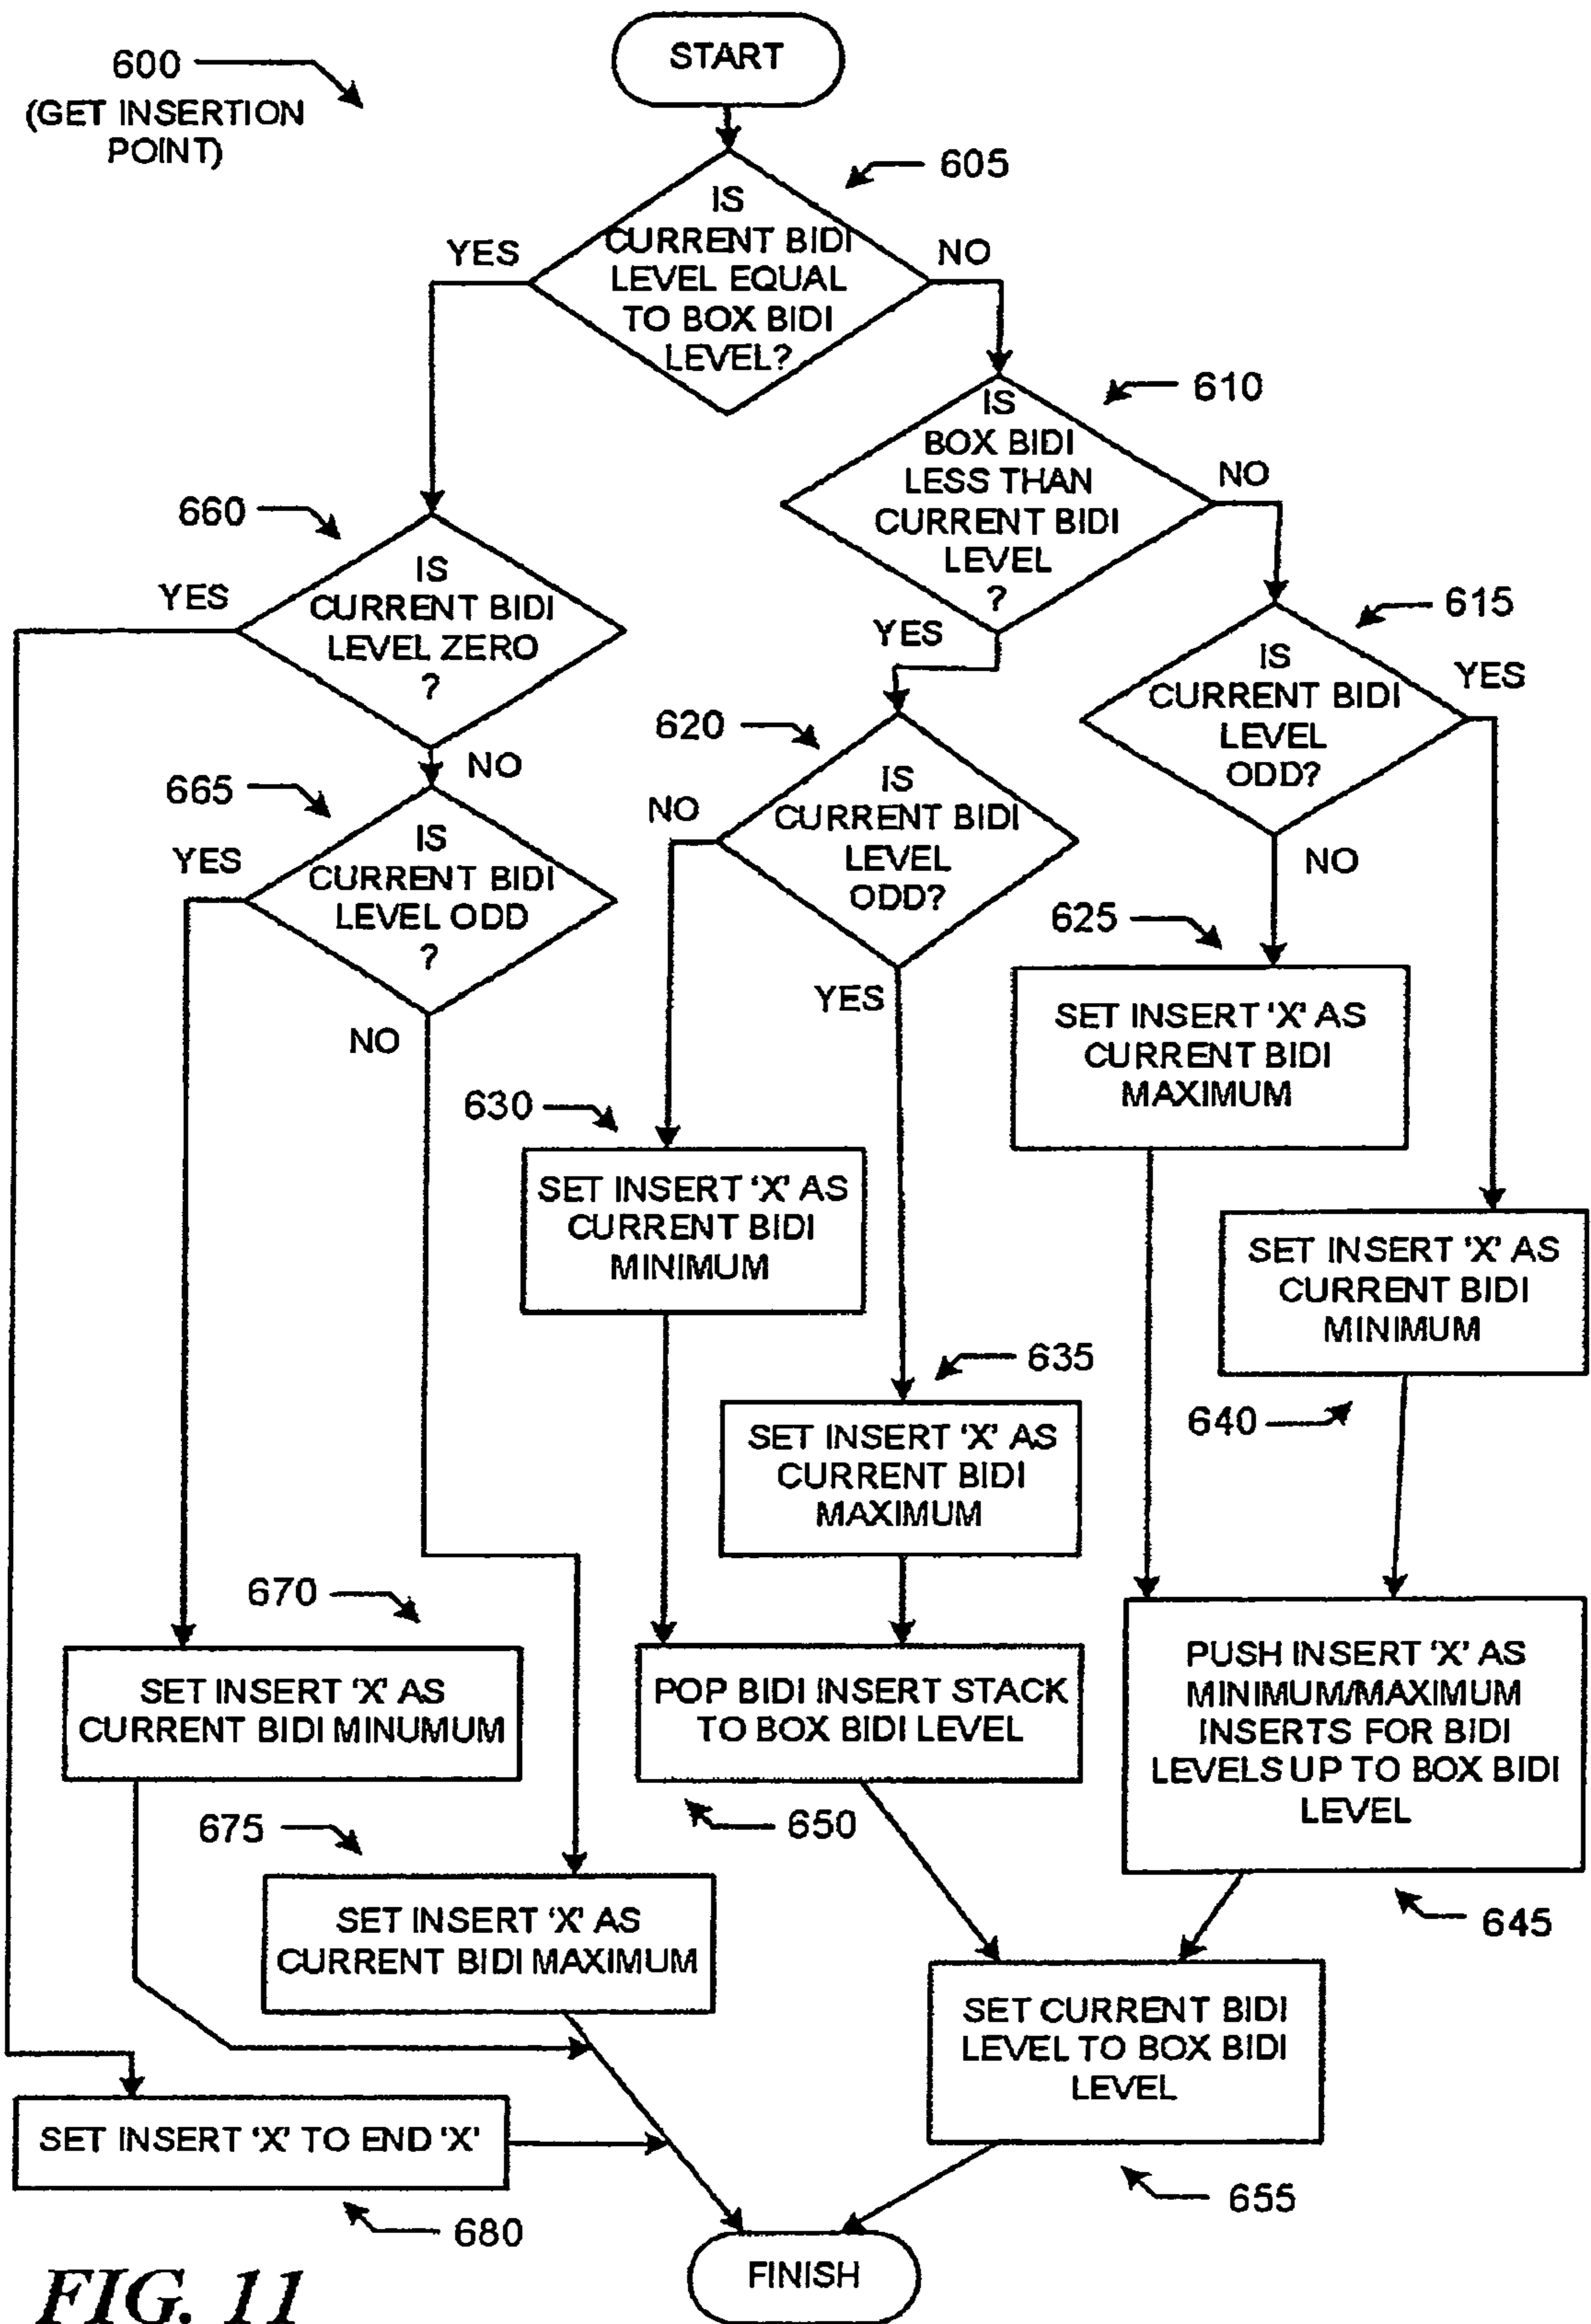 START
600
(GET INSERTION
POINT)
605
IS
CURRENT BIDI
LEVEL EQUAL
TO BOX BIDI
LEVEL?
YES
NO
610
IS
BOX BIDI
LESS THAN
CURRENT BIDI
LEVEL
?
NO
YES
660
IS
CURRENT BIDI
LEVEL ZERO
?
YES
NO
615
IS
CURRENT BIDI
LEVEL
ODD?
YES
NO
620
IS
CURRENT BIDI
LEVEL
ODD?
NO
YES
665
IS
CURRENT BIDI
LEVEL ODD
?
YES
NO
625
SET INSERT 'X' AS
CURRENT BIDI
MAXIMUM
630
SET INSERT 'X' AS
CURRENT BIDI
MINIMUM
SET INSERT 'X' AS
CURRENT BIDI
MINIMUM
640
635
SET INSERT 'X' AS
CURRENT BIDI
MAXIMUM
670
SET INSERT 'X' AS
CURRENT BIDI MINUMUM
POP BIDI INSERT STACK
TO BOX BIDI LEVEL
650
PUSH INSERT 'X' AS
MINIMUM/MAXIMUM
INSERTS FOR BIDI
LEVELS UP TO BOX BIDI
LEVEL
645
675
SET INSERT 'X' AS
CURRENT BIDI MAXIMUM
SET CURRENT BIDI
LEVEL TO BOX BIDI
LEVEL
655
SET INSERT 'X' TO END 'X'
680
FINISH
FIG. 11